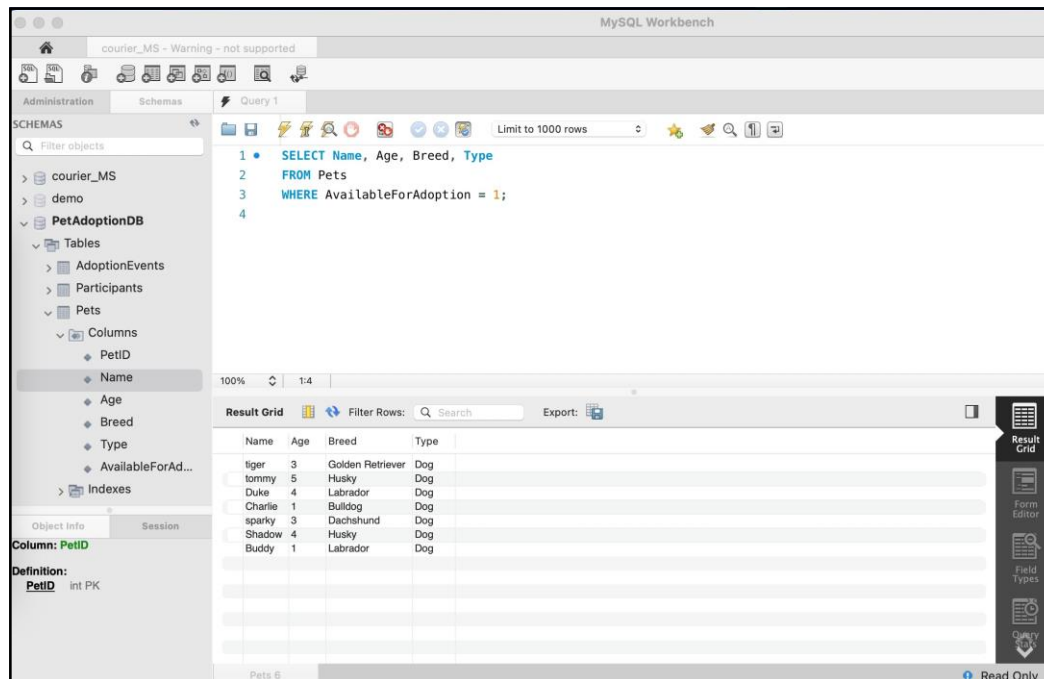 MySQL Workbench
courier_MS - Warning - not supported
Administration Schemas Query 1
SCHEMAS
Filter objects
courier_MS
demo
PetAdoptionDB
Tables
AdoptionEvents
Participants
Pets
Columns
PetID
Name
Age
Breed
Type
AvailableForAd...
Indexes
Object Info Session
Column: PetID
Definition:
PetID int PK
Limit to 1000 rows
1 SELECT Name, Age, Breed, Type
2 FROM Pets
3 WHERE AvailableForAdoption = 1;
4
100% 1:4
Result Grid Filter Rows: Search Export:
Name Age Breed Type
tiger 3 Golden Retriever Dog
tommy 5 Husky Dog
Duke 4 Labrador Dog
Charlie 1 Bulldog Dog
sparky 3 Dachshund Dog
Shadow 4 Husky Dog
Buddy 1 Labrador Dog
Result
Grid
Form
Editor
Field
Types
Query
Pets 6
Read Only